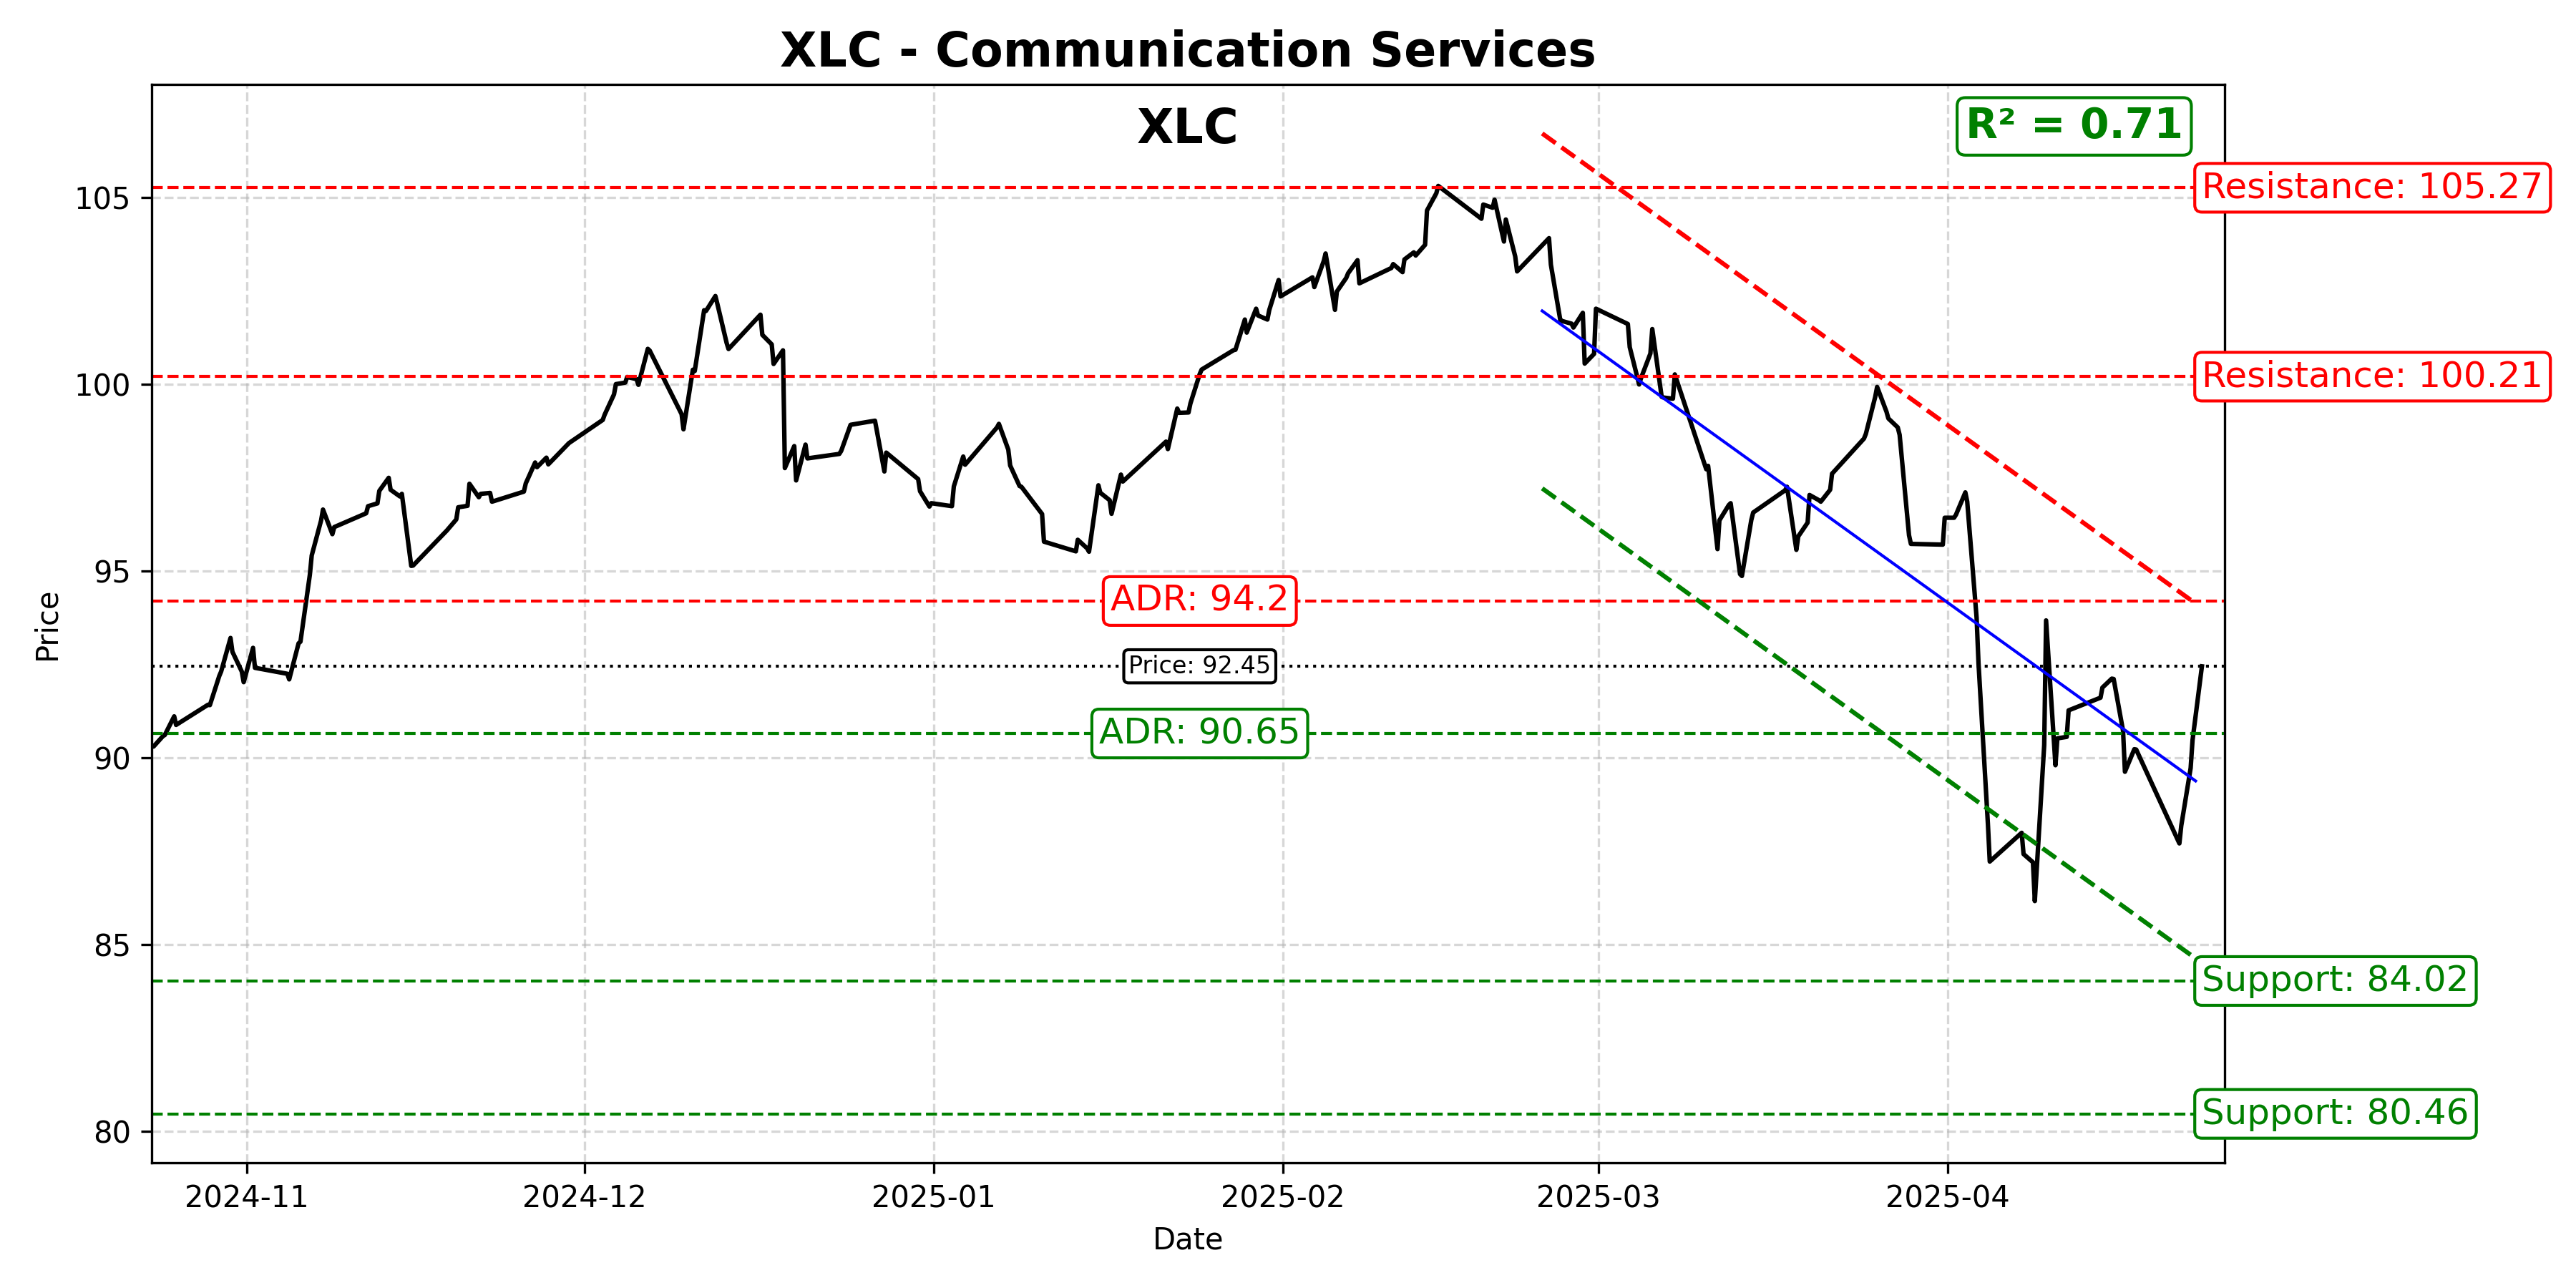 XLC - Communication Services
XLC
R² = 0.71
105
Resistance: 105.27
100
Resistance: 100.21
95
ADR: 94.2
Price: 92.45
ADR: 90.65
90
85
Support: 84.02
80
Support: 80.46
Price
2024-11
2024-12
2025-01
2025-02
2025-03
2025-04
Date